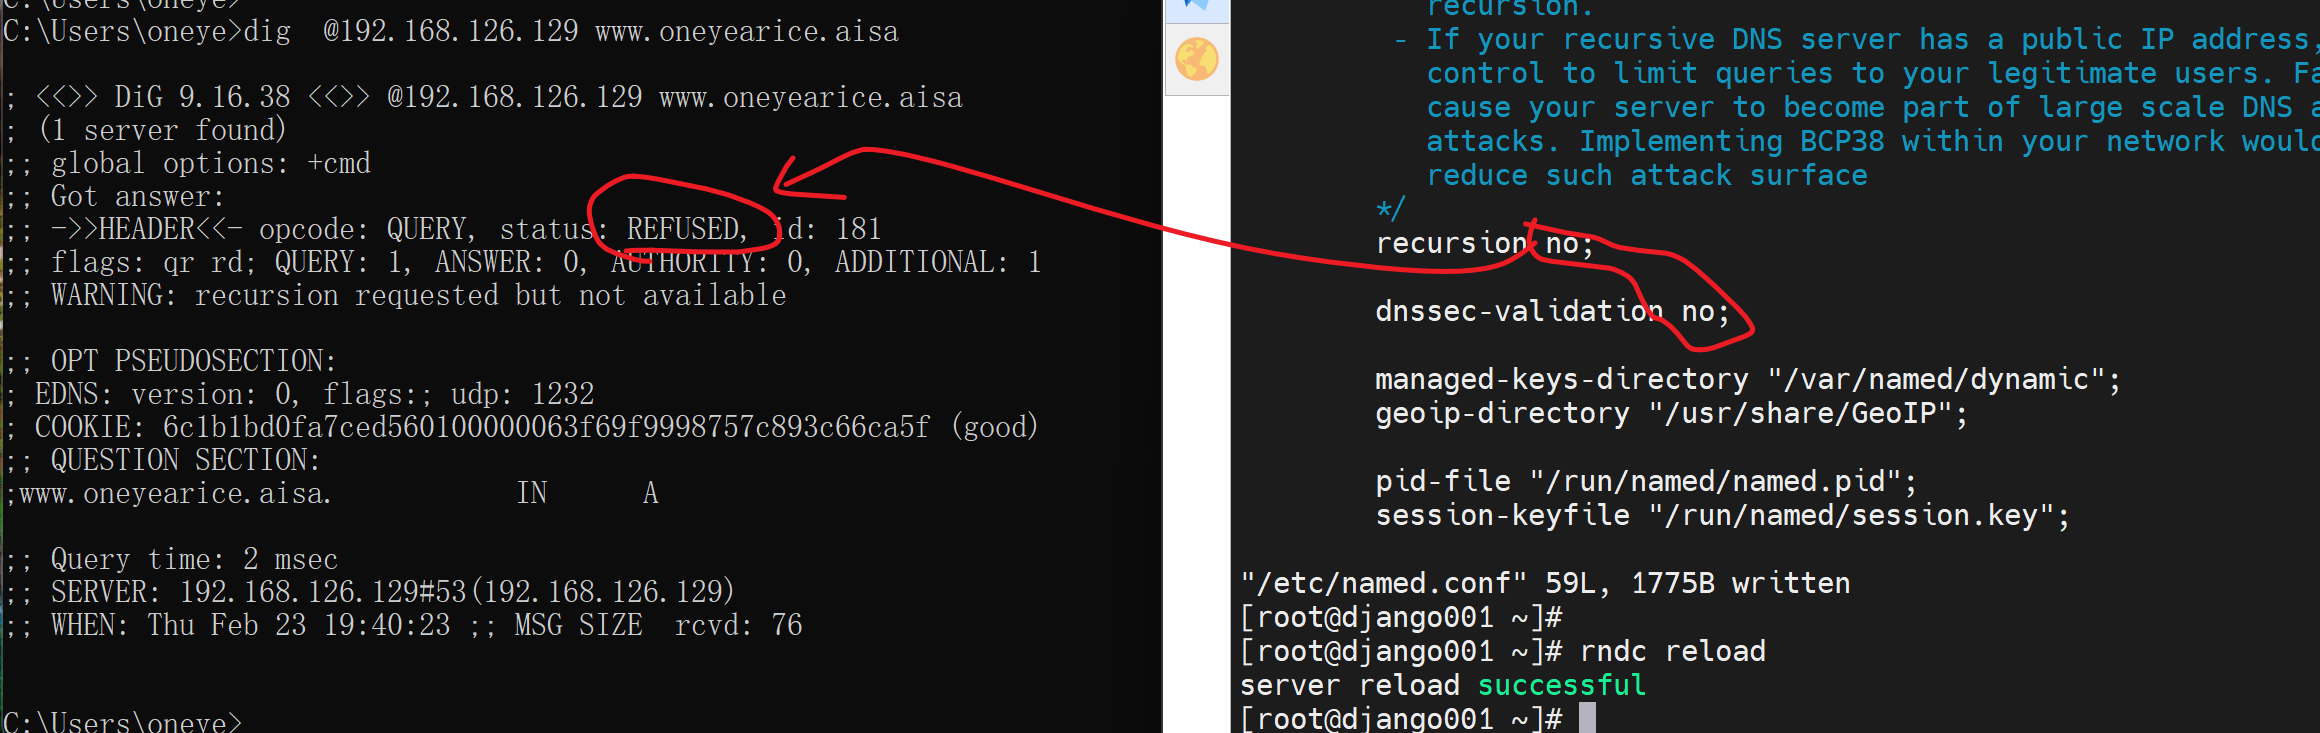 C:\Users\oneye>
C:\Users\oneye>dig  @192.168.126.129 www.oneyearice.aisa
; <<>> DiG 9.16.38 <<>> @192.168.126.129 www.oneyearice.aisa
; (1 server found)
;; global options: +cmd
;; Got answer:
;; ->>HEADER<<- opcode: QUERY, status: REFUSED, id: 181
;; flags: qr rd; QUERY: 1, ANSWER: 0, AUTHORITY: 0, ADDITIONAL: 1
;; WARNING: recursion requested but not available
;; OPT PSEUDOSECTION:
; EDNS: version: 0, flags:; udp: 1232
; COOKIE: 6c1b1bd0fa7ced560100000063f69f9998757c893c66ca5f (good)
;; QUESTION SECTION:
;www.oneyearice.aisa.            IN      A
;; Query time: 2 msec
;; SERVER: 192.168.126.129#53(192.168.126.129)
;; WHEN: Thu Feb 23 19:40:23 ;; MSG SIZE  rcvd: 76
C:\Users\oneye>
recursion.
- If your recursive DNS server has a public IP address,
control to limit queries to your legitimate users. Fa
cause your server to become part of large scale DNS a
attacks. Implementing BCP38 within your network would
reduce such attack surface
*/
recursion no;
dnssec-validation no;
managed-keys-directory "/var/named/dynamic";
geoip-directory "/usr/share/GeoIP";
pid-file "/run/named/named.pid";
session-keyfile "/run/named/session.key";
"/etc/named.conf" 59L, 1775B written
[root@django001 ~]#
[root@django001 ~]# rndc reload
server reload successful
[root@django001 ~]#